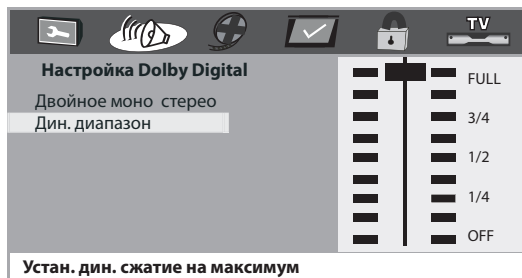 TV
Настройка Dolby Digital
Двойное моно стерео
Дин. диапазон
FULL
3/4
1/2
1/4
OFF
Устан. дин. сжатие на максимум